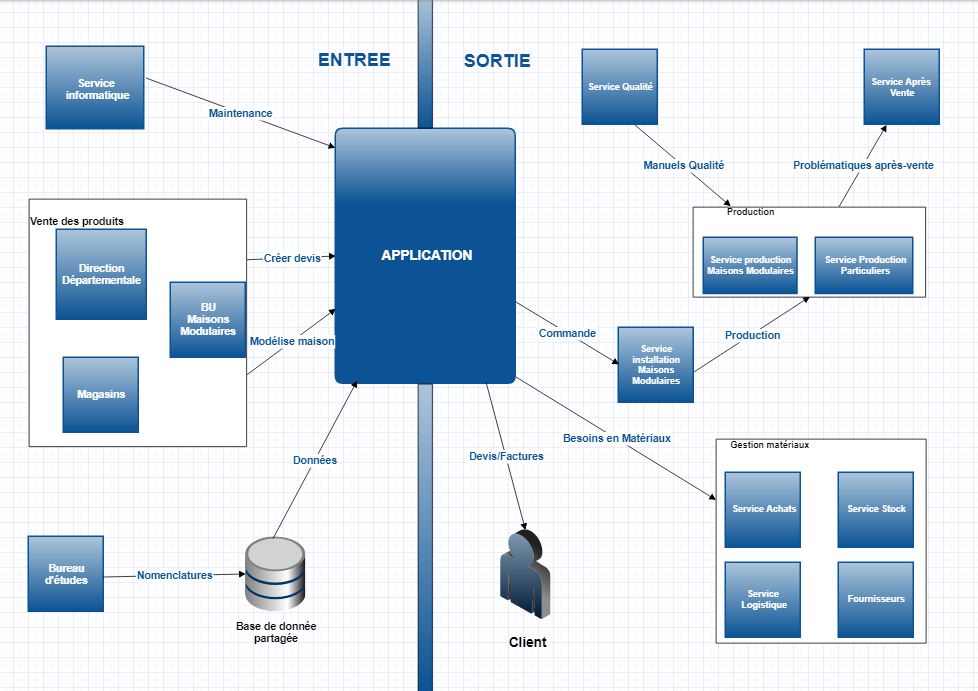 ENTREE
SORTIE
Service
informatique
Maintenance
Service Qualité
Service Après
Vente
Manuels Qualité
Problématiques après-vente
Vente des produits
Direction
Départementale
BU
Maisons
Modulaires
Magasins
Créer devis
Modélise maison
APPLICATION
Production
Service production
Maisons Modulaires
Service Production
Particuliers
Commande
Service
installation
Maisons
Modulaires
Production
Données
Devis/Factures
Besoins en Matériaux
Gestion matériaux
Service Achats
Service Stock
Service
Logistique
Fournisseurs
Bureau
d'études
Nomenclatures
Base de donnée
partagée
Client